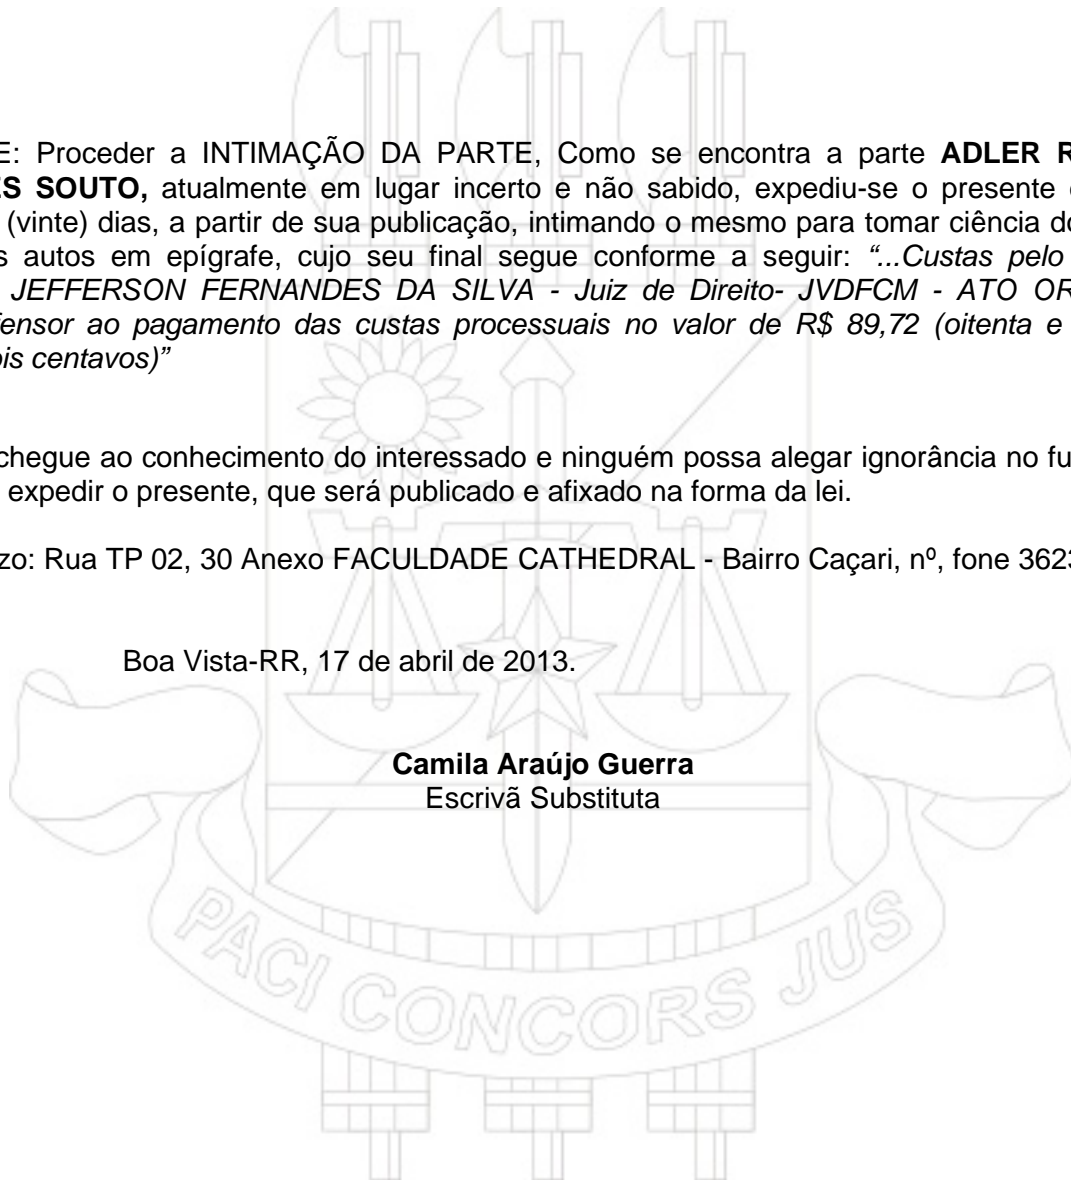 E: Proceder a INTIMAÇÃO DA PARTE, Como se encontra a parte ADLER R
ES SOUTO, atualmente em lugar incerto e não sabido, expediu-se o presente
(vinte) dias, a partir de sua publicação, intimando o mesmo para tomar ciência do
s autos em epígrafe, cujo seu final segue conforme a seguir: “...Custas pelo
JEFFERSON FERNANDES DA SILVA - Juiz de Direito- JVDFCM - ATO OR
fensor ao pagamento das custas processuais no valor de R$ 89,72 (oitenta e
ois centavos)”
chegue ao conhecimento do interessado e ninguém possa alegar ignorância no fu
expedir o presente, que será publicado e afixado na forma da lei.
zo: Rua TP 02, 30 Anexo FACULDADE CATHEDRAL - Bairro Caçari, nº, fone 3623
Boa Vista-RR, 17 de abril de 2013.
Camila Araújo Guerra
Escrivã Substituta
PACI CONCORS JUS